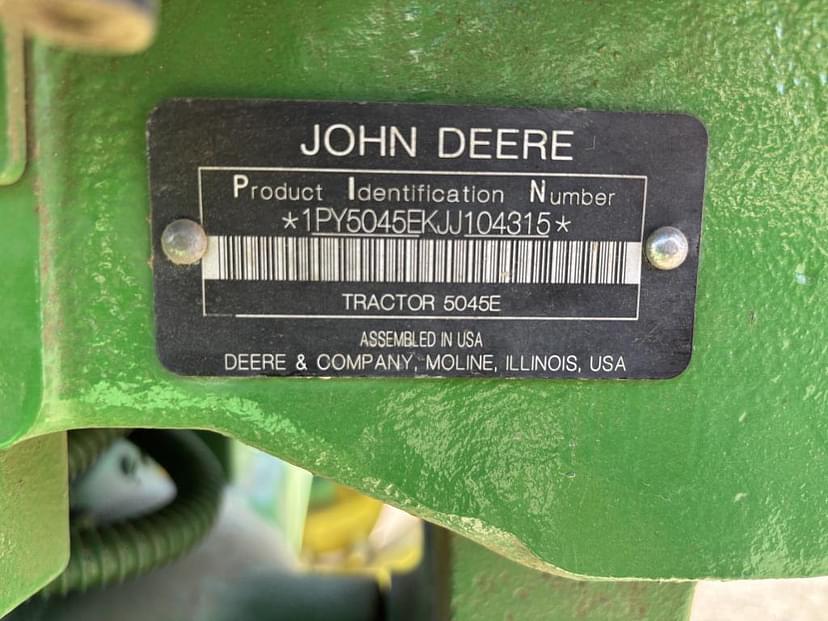 JOHN DEERE
Product Identification Number
*1PY5045EKJJ104315*
TRACTOR 5045E
ASSEMBLED IN USA
DEERE & COMPANY, MOLINE, ILLINOIS, USA